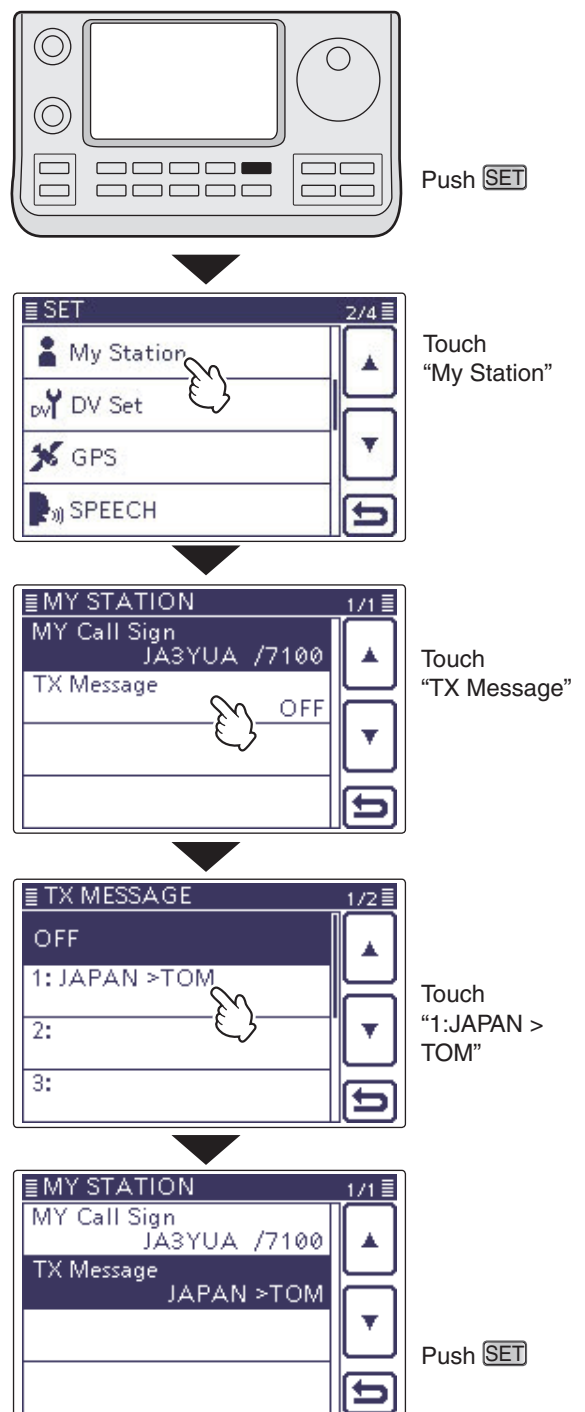 Push SET
SET 2/4
My Station
DV DV Set
GPS
SPEECH
Touch
“My Station”
MY STATION 1/1
MY Call Sign
JA3YUA /7100
TX Message
OFF
Touch
“TX Message”
TX MESSAGE 1/2
OFF
1: JAPAN >TOM
2:
3:
Touch
“1:JAPAN >
TOM”
MY STATION 1/1
MY Call Sign
JA3YUA /7100
TX Message
JAPAN >TOM
Push SET